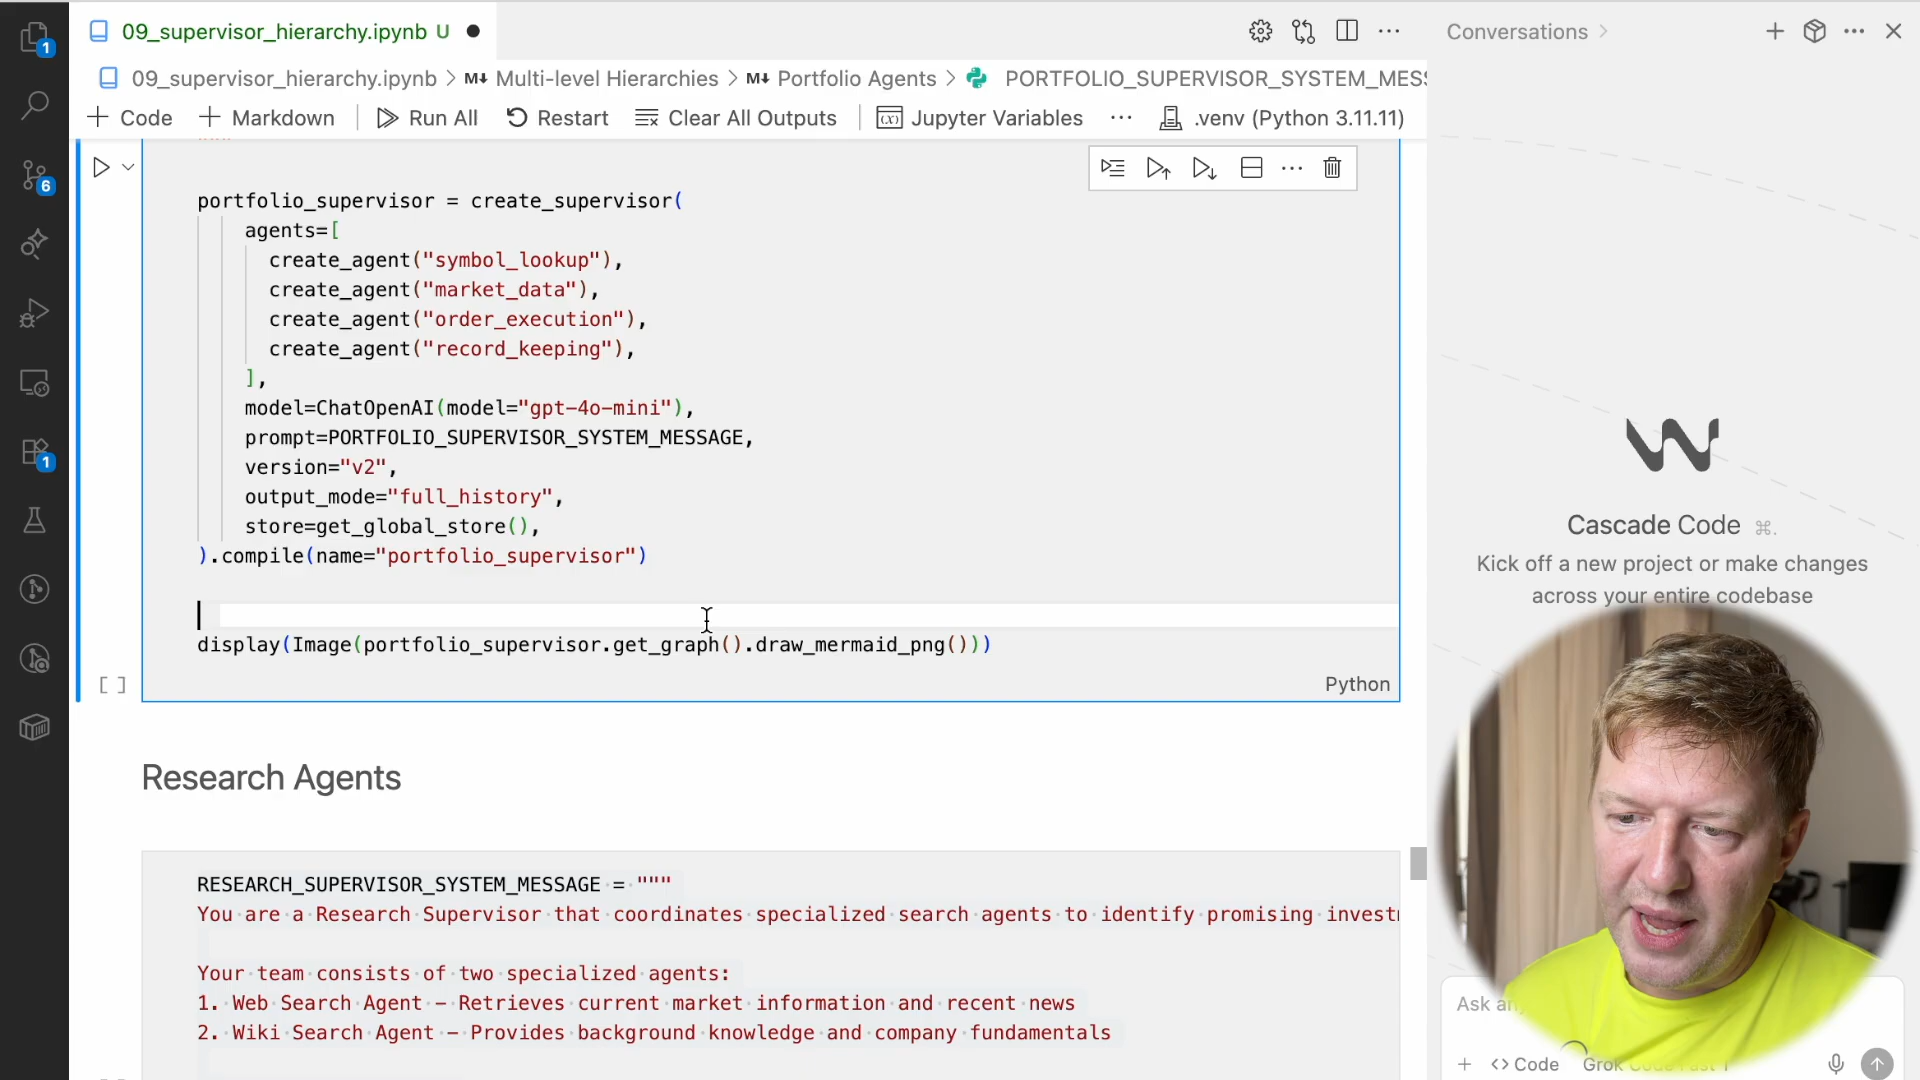 09_supervisor_hierarchy.ipynb U
Conversations
09_supervisor_hierarchy.ipynb > M↓ Multi-level Hierarchies > M↓ Portfolio Agents > PORTFOLIO_SUPERVISOR_SYSTEM_MESS
+ Code + Markdown Run All Restart Clear All Outputs Jupyter Variables ... .venv (Python 3.11.11)
1
6
1
portfolio_supervisor = create_supervisor(
agents=[
create_agent("symbol_lookup"),
create_agent("market_data"),
create_agent("order_execution"),
create_agent("record_keeping"),
],
model=ChatOpenAI(model="gpt-4o-mini"),
prompt=PORTFOLIO_SUPERVISOR_SYSTEM_MESSAGE,
version="v2",
output_mode="full_history",
store=get_global_store(),
).compile(name="portfolio_supervisor")
display(Image(portfolio_supervisor.get_graph().draw_mermaid_png()))
[ ]
Python
Research Agents
RESEARCH_SUPERVISOR_SYSTEM_MESSAGE = """
You are a Research Supervisor that coordinates specialized search agents to identify promising
Your team consists of two specialized agents:
1. Web Search Agent – Retrieves current market information and recent news
2. Wiki Search Agent – Provides background knowledge and company fundamentals
Cascade Code ⌘.
Kick off a new project or make changes
across your entire codebase
Ask
+ <> Code